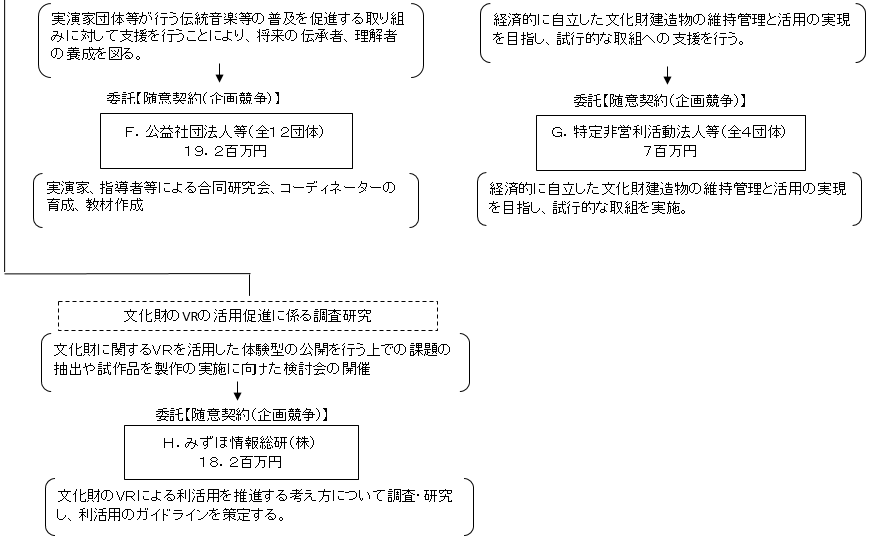 実演家団体等が行う伝統音楽等の普及を促進する取り組
みに対して支援を行うことにより、将来の伝承者、理解者
の養成を図る。
委託【随意契約(企画競争)】
F．公益社団法人等(全12団体)
19．2百万円
実演家、指導者等による合同研究会、コーディネーターの
育成、教材作成
経済的に自立した文化財建造物の維持管理と活用の実現
を目指し、試行的な取組への支援を行う。
委託【随意契約(企画競争)】
G．特定非営利活動法人等(全4団体)
7百万円
経済的に自立した文化財建造物の維持管理と活用の実現
を目指し、試行的な取組を実施。
文化財のVRの活用促進に係る調査研究
文化財に関するVRを活用した体験型の公開を行う上での課題の
抽出や試作品を製作の実施に向けた検討会の開催
委託【随意契約(企画競争)】
H．みずほ情報総研(株)
18．2百万円
文化財のVRによる利活用を推進する考え方について調査・研究
し、利活用のガイドラインを策定する。